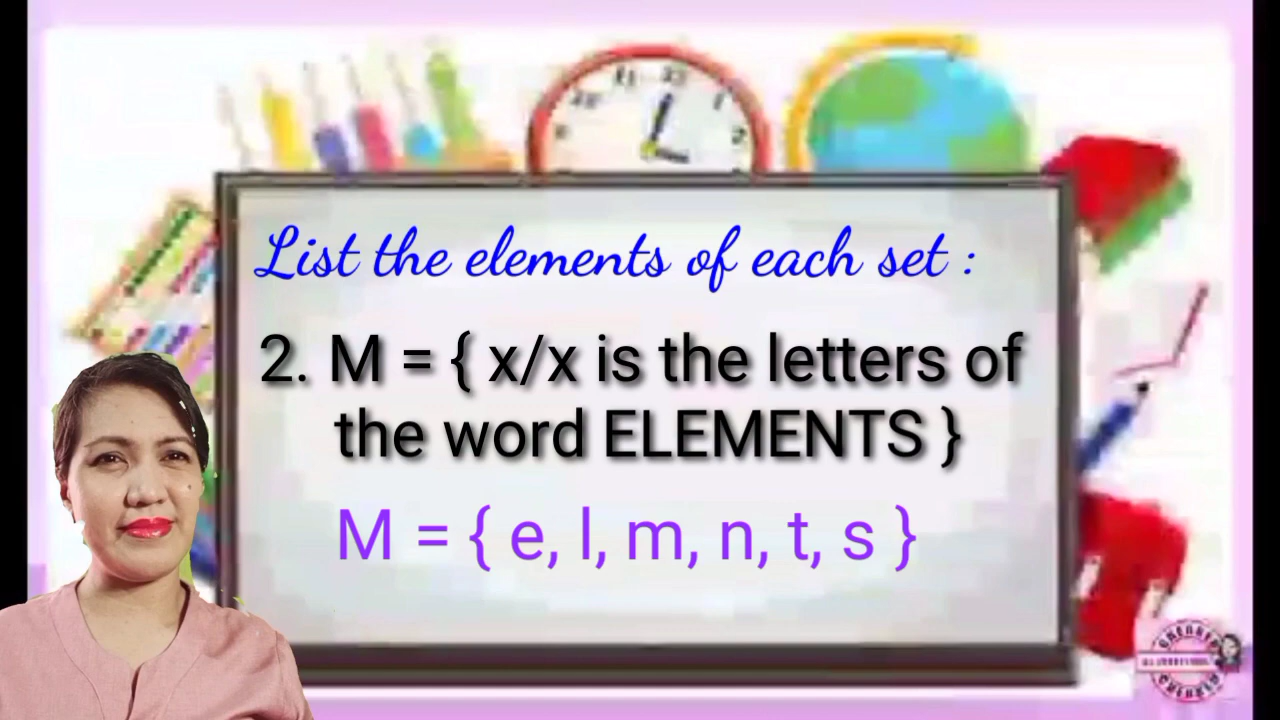 List the elements of each set :
2. M = { x/x is the letters of
the word ELEMENTS }
M = { e, l, m, n, t, s }